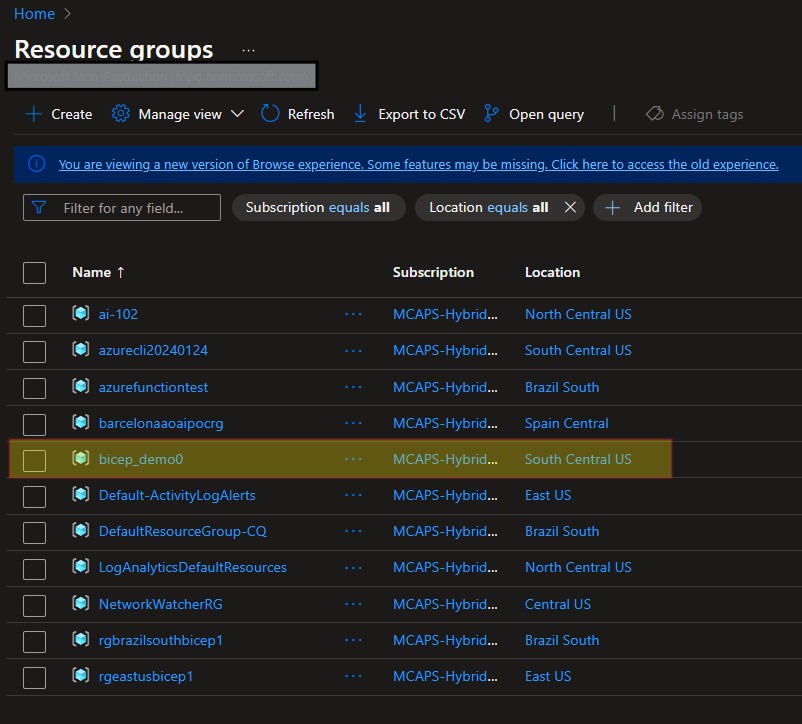 Home >
Resource groups ...
Create Manage view Refresh Export to CSV Open query | Assign tags
You are viewing a new version of Browse experience. Some features may be missing. Click here to access the old experience.
Filter for any field... Subscription equals all Location equals all Add filter
Name ↑ Subscription Location
ai-102 ... MCAPS-Hybrid... North Central US
azurecli20240124 ... MCAPS-Hybrid... South Central US
azurefunctiontest ... MCAPS-Hybrid... Brazil South
barcelonaaoaipocrg ... MCAPS-Hybrid... Spain Central
bicep_demo0 ... MCAPS-Hybrid... South Central US
Default-ActivityLogAlerts ... MCAPS-Hybrid... East US
DefaultResourceGroup-CQ ... MCAPS-Hybrid... Brazil South
LogAnalyticsDefaultResources ... MCAPS-Hybrid... North Central US
NetworkWatcherRG ... MCAPS-Hybrid... Central US
rgbrazilsouthbicep1 ... MCAPS-Hybrid... Brazil South
rgeastusbicep1 ... MCAPS-Hybrid... East US